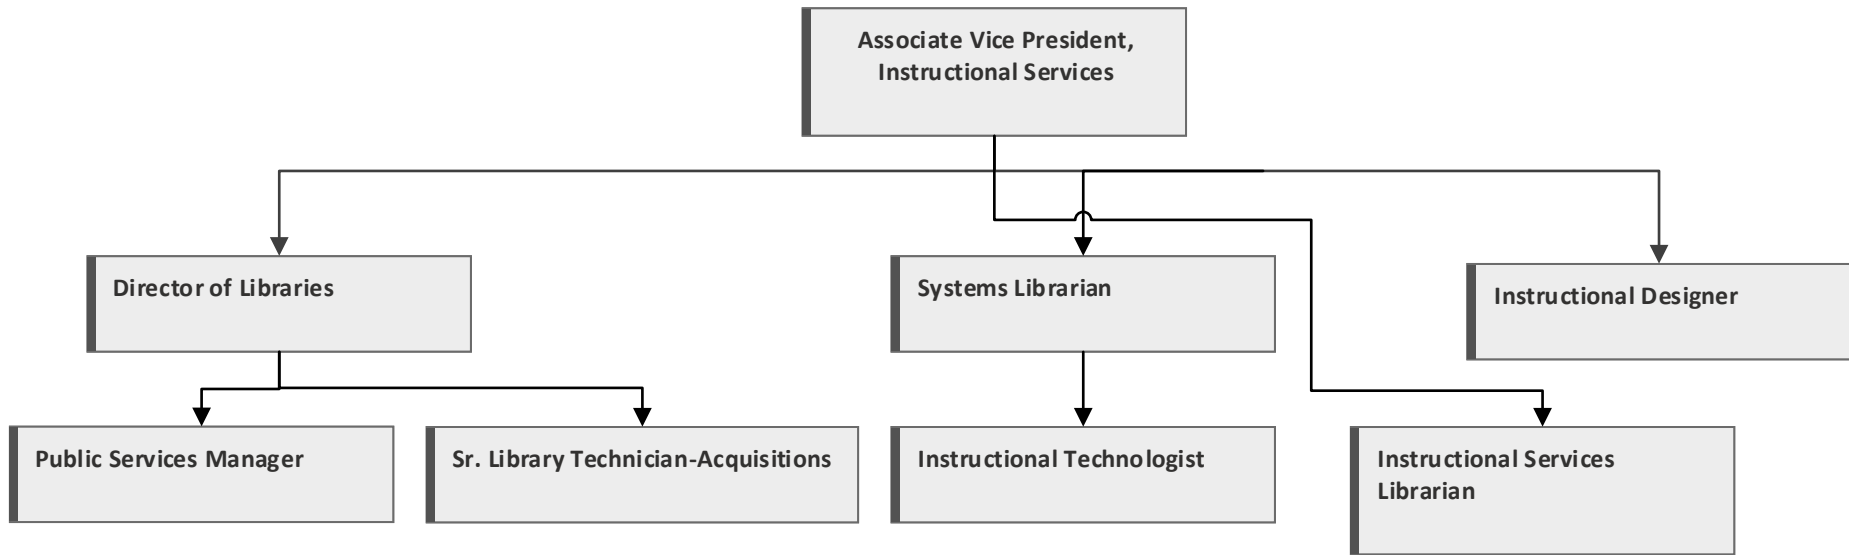 Associate Vice President,
Instructional Services
Director of Libraries
Systems Librarian
Instructional Designer
Public Services Manager
Sr. Library Technician-Acquisitions
Instructional Technologist
Instructional Services
Librarian